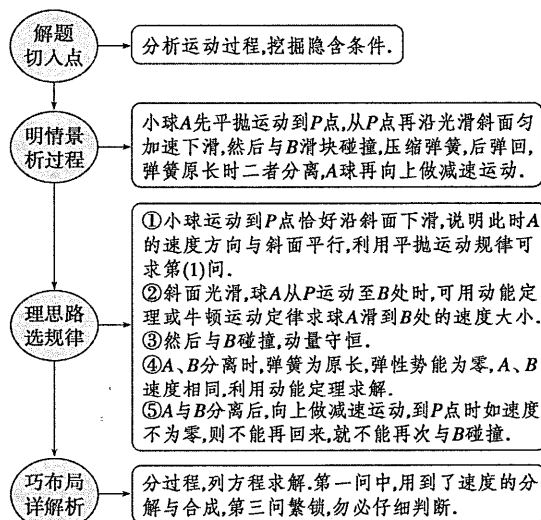 解题
切入点
分析运动过程,挖掘隐含条件.
明情景
析过程
小球A先平抛运动到P点,从P点再沿光滑斜面匀
加速下滑,然后与B滑块碰撞,压缩弹簧,后弹回,
弹簧原长时二者分离,A球再向上做减速运动.
理思路
选规律
①小球运动到P点恰好沿斜面下滑,说明此时A
的速度方向与斜面平行,利用平抛运动规律可
求第(1)问.
②斜面光滑,球A从P运动至B处时,可用动能定
理或牛顿运动定律求球A滑到B处的速度大小.
③然后与B碰撞,动量守恒.
④A、B分离时,弹簧为原长,弹性势能为零,A、B
速度相同,利用动能定理求解.
⑤A与B分离后,向上做减速运动,到P点时如速度
不为零,则不能再回来,就不能再次与B碰撞.
巧布局
详解析
分过程,列方程求解.第一问中,用到了速度的分
解与合成,第三问繁锁,勿必仔细判断.